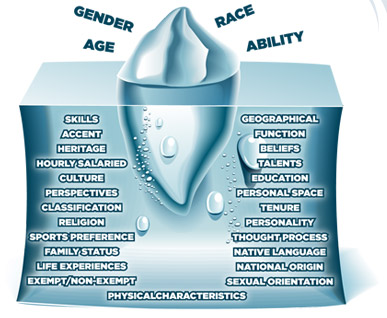 GENDER
RACE
AGE
ABILITY
SKILLS
ACCENT
HERITAGE
HOURLY SALARIED
CULTURE
PERSPECTIVES
CLASSIFICATION
RELIGION
SPORTS PREFERENCE
FAMILY STATUS
LIFE EXPERIENCES
EXEMPT/NON-EXEMPT
GEOGRAPHICAL
FUNCTION
BELIEFS
TALENTS
EDUCATION
PERSONAL SPACE
TENURE
PERSONALITY
THOUGHT PROCESS
NATIVE LANGUAGE
NATIONAL ORIGIN
SEXUAL ORIENTATION
PHYSICALCHARACTERISTICS